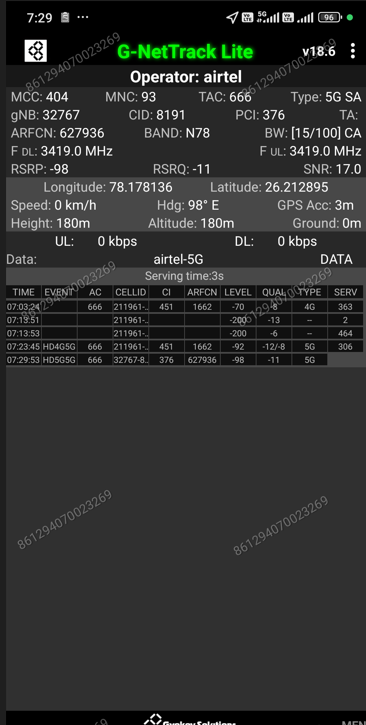 7:29 ... 5G 96
G-NetTrack Lite v18.6
Operator: airtel
MCC: 404 MNC: 93 TAC: 666 Type: 5G SA
gNB: 32767 CID: 8191 PCI: 376 TA:
ARFCN: 627936 BAND: N78 BW: [15/100] CA
F DL: 3419.0 MHz F UL: 3419.0 MHz
RSRP: -98 RSRQ: -11 SNR: 17.0
Longitude: 78.178136 Latitude: 26.212895
Speed: 0 km/h Hdg: 98° E GPS Acc: 3m
Height: 180m Altitude: 180m Ground: 0m
UL: 0 kbps DL: 0 kbps
Data: airtel-5G DATA
Serving time:3s
TIME EVENT AC CELLID CI ARFCN LEVEL QUAL TYPE SERV
07:03:24 666 211961-.. 451 1662 -70 -8 4G 363
07:13:51 211961-.. -200 -13 -- 2
07:13:53 211961-.. -200 -6 -- 464
07:23:45 HD4G5G 666 211961-.. 451 1662 -92 -12/-8 5G 306
07:29:53 HD5G5G 666 32767-8.. 376 627936 -98 -11 5G
861294070023269
861294070023269
861294070023269
861294070023269
861294070023269
861294070023269